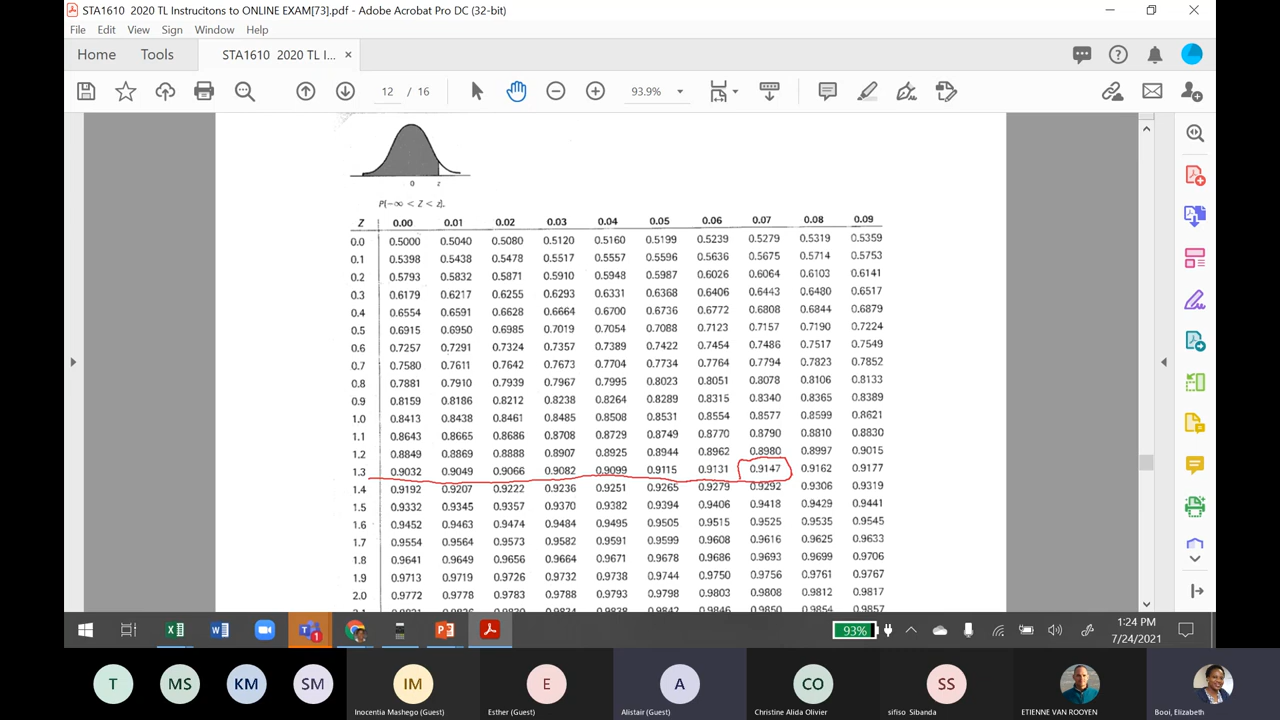 STA1610 2020 TL Instrucitons to ONLINE EXAM[73].pdf - Adobe Acrobat Pro DC (32-bit)
File Edit View Sign Window Help
Home Tools STA1610 2020 TL I... ×
12 / 16 93.9%
0 z
P[-∞ < Z < z].
Z 0.00 0.01 0.02 0.03 0.04 0.05 0.06 0.07 0.08 0.09
0.0 0.5000 0.5040 0.5080 0.5120 0.5160 0.5199 0.5239 0.5279 0.5319 0.5359
0.1 0.5398 0.5438 0.5478 0.5517 0.5557 0.5596 0.5636 0.5675 0.5714 0.5753
0.2 0.5793 0.5832 0.5871 0.5910 0.5948 0.5987 0.6026 0.6064 0.6103 0.6141
0.3 0.6179 0.6217 0.6255 0.6293 0.6331 0.6368 0.6406 0.6443 0.6480 0.6517
0.4 0.6554 0.6591 0.6628 0.6664 0.6700 0.6736 0.6772 0.6808 0.6844 0.6879
0.5 0.6915 0.6950 0.6985 0.7019 0.7054 0.7088 0.7123 0.7157 0.7190 0.7224
0.6 0.7257 0.7291 0.7324 0.7357 0.7389 0.7422 0.7454 0.7486 0.7517 0.7549
0.7 0.7580 0.7611 0.7642 0.7673 0.7704 0.7734 0.7764 0.7794 0.7823 0.7852
0.8 0.7881 0.7910 0.7939 0.7967 0.7995 0.8023 0.8051 0.8078 0.8106 0.8133
0.9 0.8159 0.8186 0.8212 0.8238 0.8264 0.8289 0.8315 0.8340 0.8365 0.8389
1.0 0.8413 0.8438 0.8461 0.8485 0.8508 0.8531 0.8554 0.8577 0.8599 0.8621
1.1 0.8643 0.8665 0.8686 0.8708 0.8729 0.8749 0.8770 0.8790 0.8810 0.8830
1.2 0.8849 0.8869 0.8888 0.8907 0.8925 0.8944 0.8962 0.8980 0.8997 0.9015
1.3 0.9032 0.9049 0.9066 0.9082 0.9099 0.9115 0.9131 0.9147 0.9162 0.9177
1.4 0.9192 0.9207 0.9222 0.9236 0.9251 0.9265 0.9279 0.9292 0.9306 0.9319
1.5 0.9332 0.9345 0.9357 0.9370 0.9382 0.9394 0.9406 0.9418 0.9429 0.9441
1.6 0.9452 0.9463 0.9474 0.9484 0.9495 0.9505 0.9515 0.9525 0.9535 0.9545
1.7 0.9554 0.9564 0.9573 0.9582 0.9591 0.9599 0.9608 0.9616 0.9625 0.9633
1.8 0.9641 0.9649 0.9656 0.9664 0.9671 0.9678 0.9686 0.9693 0.9699 0.9706
1.9 0.9713 0.9719 0.9726 0.9732 0.9738 0.9744 0.9750 0.9756 0.9761 0.9767
2.0 0.9772 0.9778 0.9783 0.9788 0.9793 0.9798 0.9803 0.9808 0.9812 0.9817
0.9842 0.9846 0.9850 0.9854 0.9857
1 93% 1:24 PM
7/24/2021
T MS KM SM IM E A CO SS
Inocentia Mashego (Guest) Esther (Guest) Alistair (Guest) Christine Alida Olivier sifiso Sibanda ETIENNE VAN ROOYEN Booi, Elizabeth